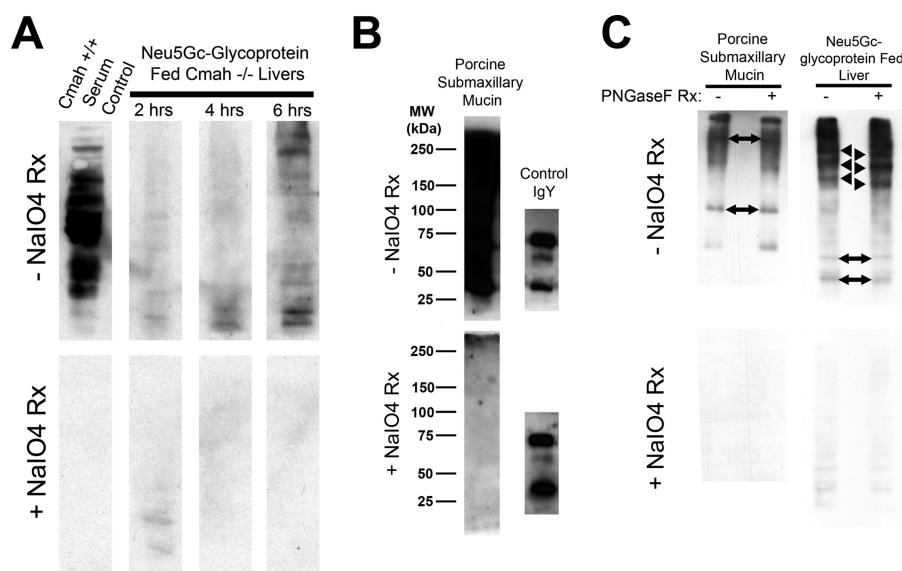 A
Cmah +/+
Serum
Control
Neu5Gc-Glycoprotein
Fed Cmah -/- Livers
2 hrs
4 hrs
6 hrs
- NaIO4 Rx
+ NaIO4 Rx
B
Porcine
Submaxillary
Mucin
MW
(kDa)
Control
IgY
- NaIO4 Rx
250
150
100
75
50
25
+ NaIO4 Rx
250
150
100
75
50
25
C
Porcine
Submaxillary
Mucin
Neu5Gc-
glycoprotein Fed
Liver
PNGaseF Rx: - + - +
- NaIO4 Rx
+ NaIO4 Rx